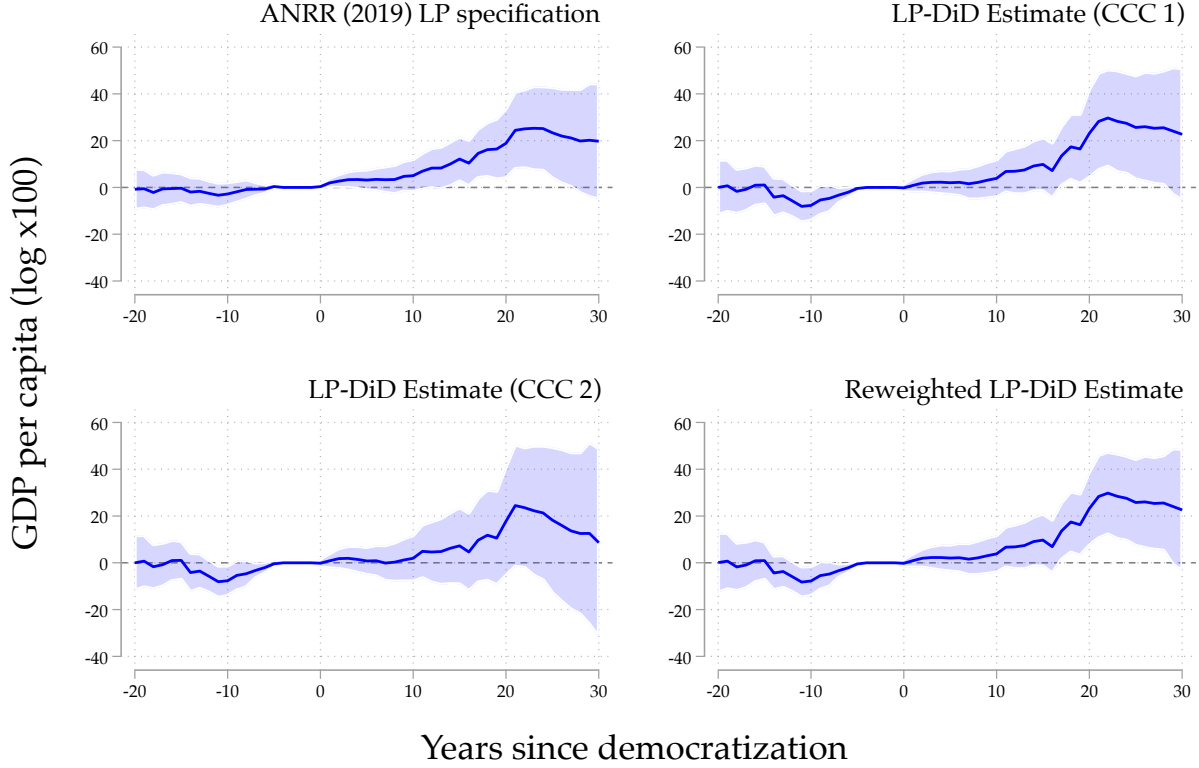 ANRR (2019) LP specification
LP-DiD Estimate (CCC 1)
60
40
20
0
-20
-40
-20 -10 0 10 20 30
60
40
20
0
-20
-40
-20 -10 0 10 20 30
LP-DiD Estimate (CCC 2)
Reweighted LP-DiD Estimate
60
40
20
0
-20
-40
-20 -10 0 10 20 30
60
40
20
0
-20
-40
-20 -10 0 10 20 30
GDP per capita (log x100)
Years since democratization